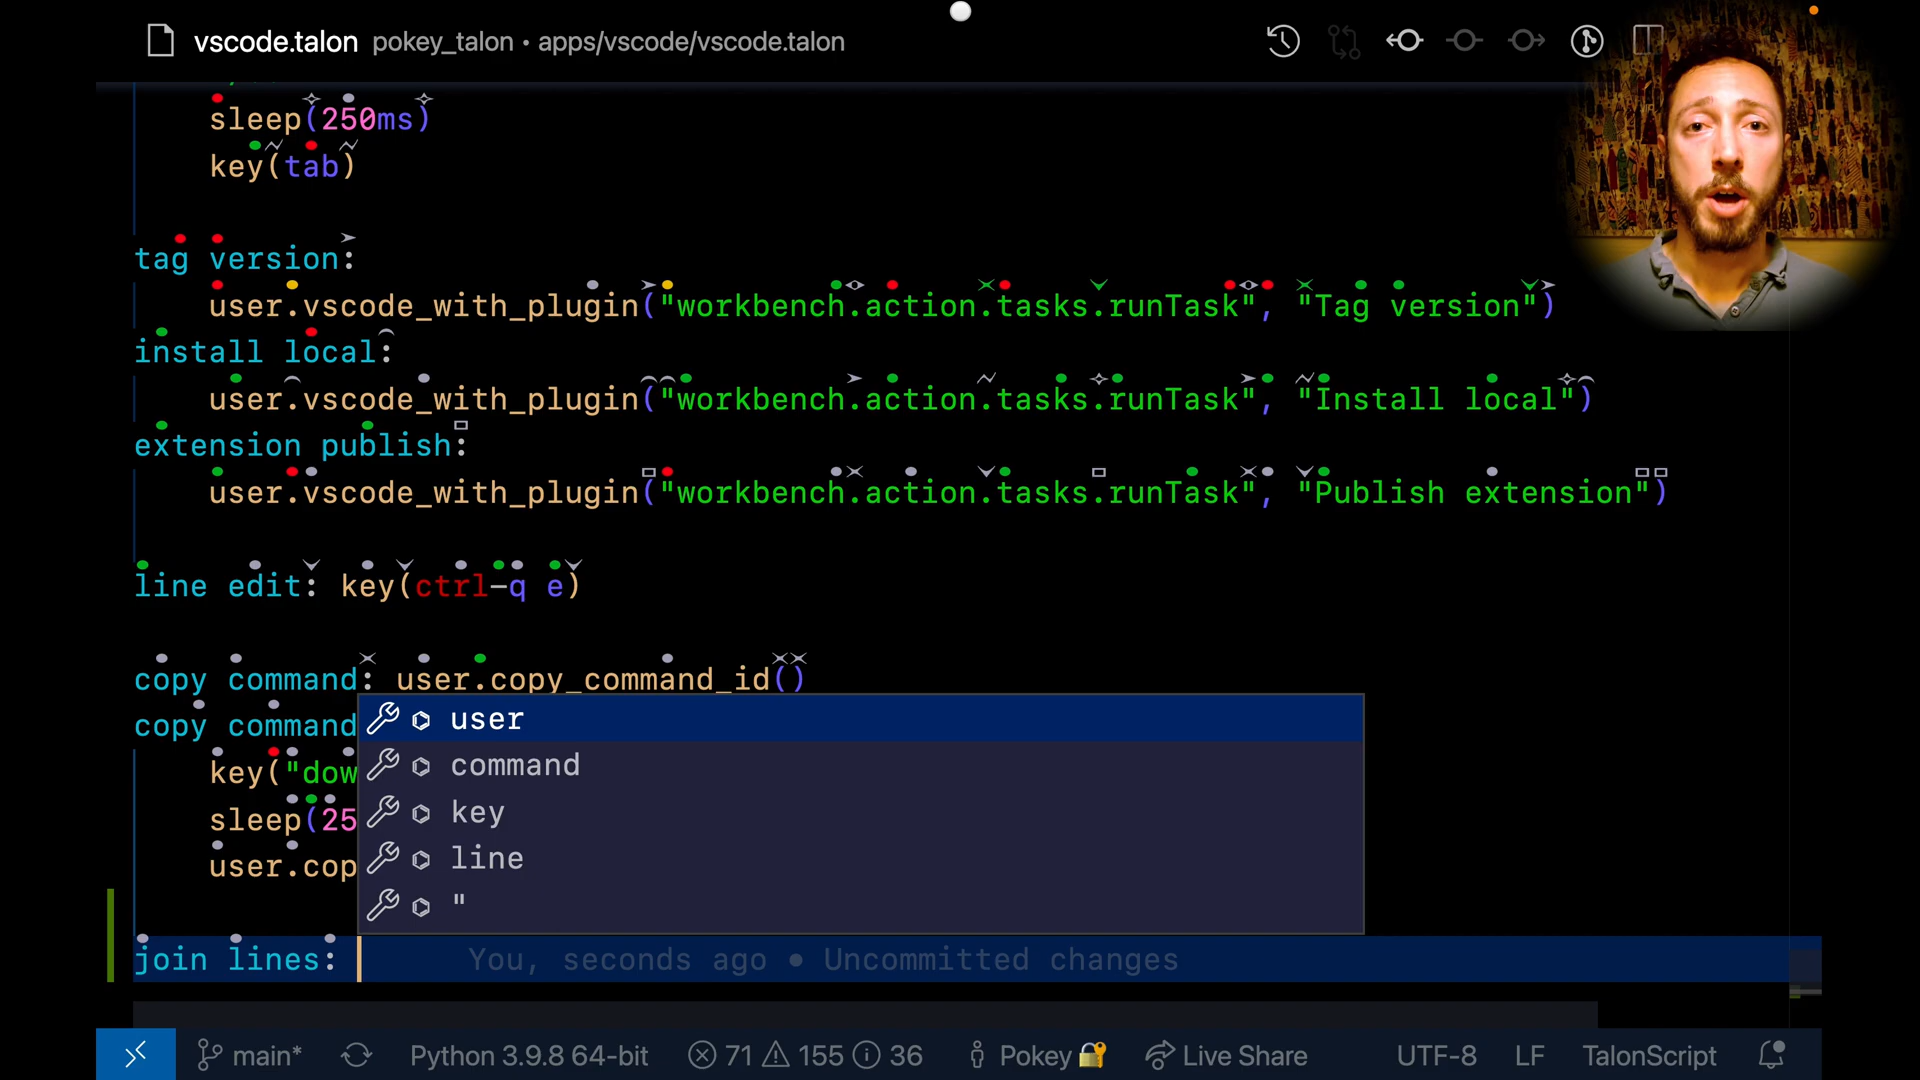 vscode.talon pokey_talon • apps/vscode/vscode.talon
sleep(250ms)
key(tab)
tag version:
user.vscode_with_plugin("workbench.action.tasks.runTask", "Tag version")
install local:
user.vscode_with_plugin("workbench.action.tasks.runTask", "Install local")
extension publish:
user.vscode_with_plugin("workbench.action.tasks.runTask", "Publish extension")
line edit: key(ctrl-q e)
copy command: user.copy_command_id()
copy command
user
command
key("dow
key
sleep(25
line
user.cop
"
join lines: You, seconds ago • Uncommitted changes
main* Python 3.9.8 64-bit 71 155 36 Pokey Live Share UTF-8 LF TalonScript